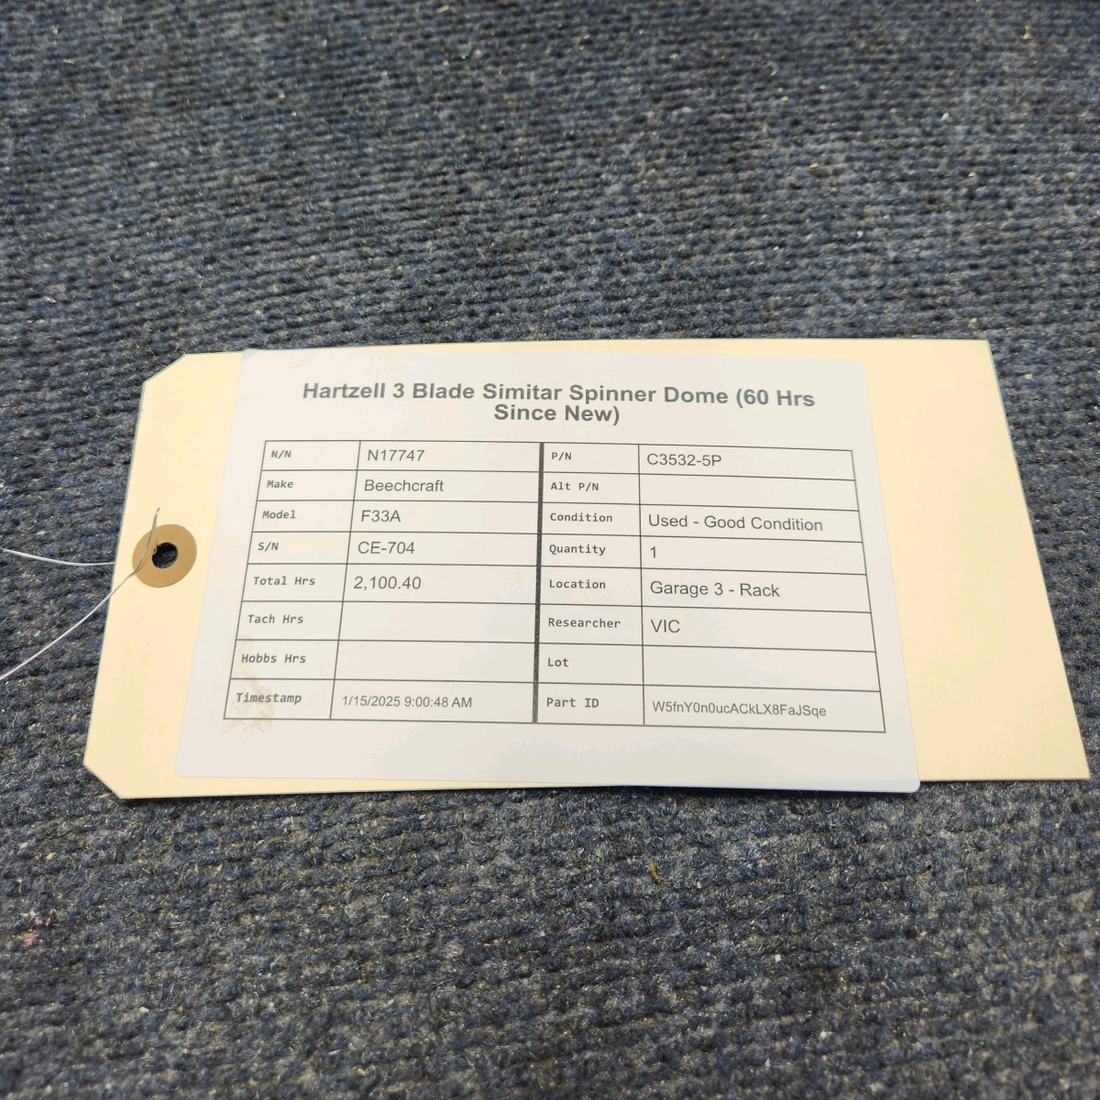 Hartzell 3 Blade Simitar Spinner Dome (60 Hrs
Since New)
N/N N17747 P/N C3532-5P
Make Beechcraft Alt P/N
Model F33A Condition Used - Good Condition
S/N CE-704 Quantity 1
Total Hrs 2,100.40 Location Garage 3 - Rack
Tach Hrs Researcher VIC
Hobbs Hrs Lot
Timestamp 1/15/2025 9:00:48 AM Part ID W5fnY0n0ucACkLX8FaJSqe